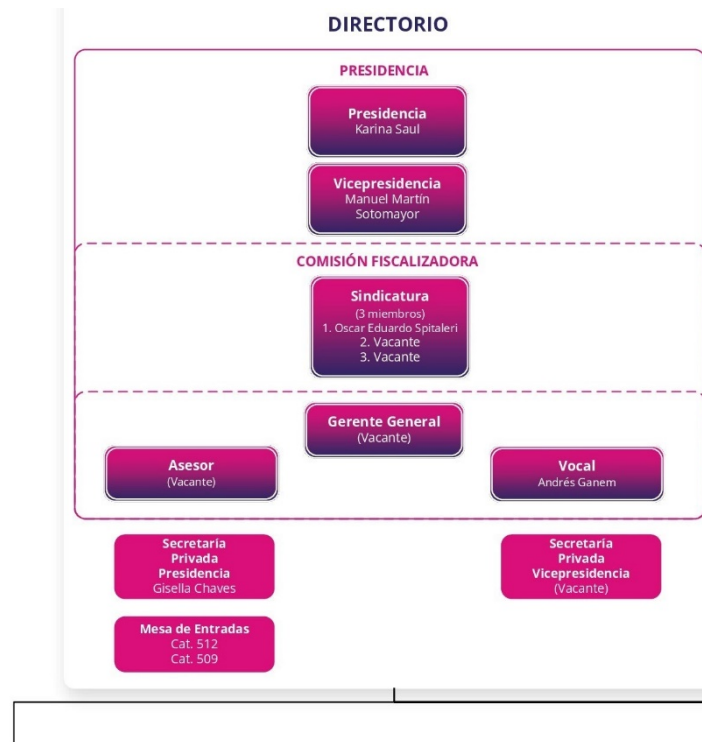 DIRECTORIO
PRESIDENCIA
Presidencia
Karina Saul
Vicepresidencia
Manuel Martín
Sotomayor
COMISIÓN FISCALIZADORA
Sindicatura
(3 miembros)
1. Oscar Eduardo Spitaleri
2. Vacante
3. Vacante
Gerente General
(Vacante)
Asesor
(Vacante)
Vocal
Andrés Ganem
Secretaría
Privada
Presidencia
Gisella Chaves
Secretaría
Privada
Vicepresidencia
(Vacante)
Mesa de Entradas
Cat. 512
Cat. 509